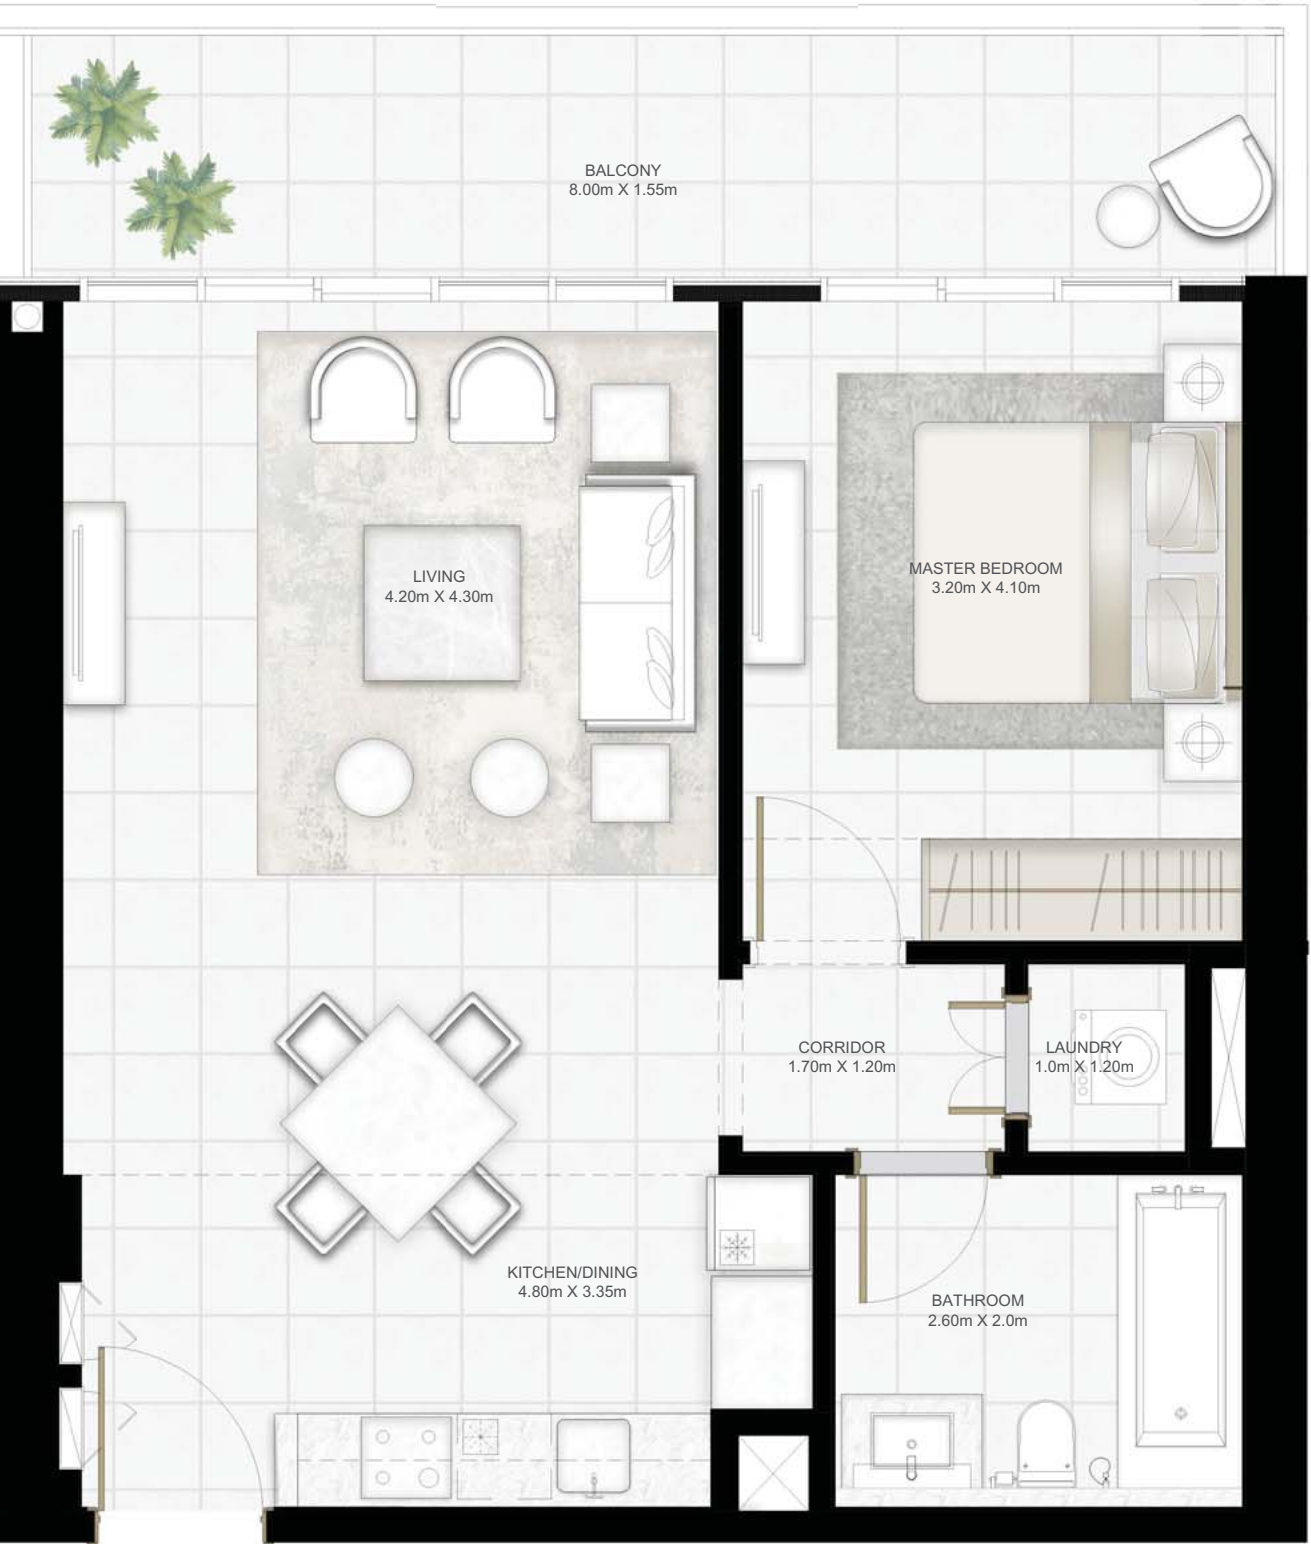 BALCONY
8.00m X 1.55m
LIVING
4.20m X 4.30m
MASTER BEDROOM
3.20m X 4.10m
CORRIDOR
1.70m X 1.20m
LAUNDRY
1.0m X 1.20m
KITCHEN/DINING
4.80m X 3.35m
BATHROOM
2.60m X 2.0m